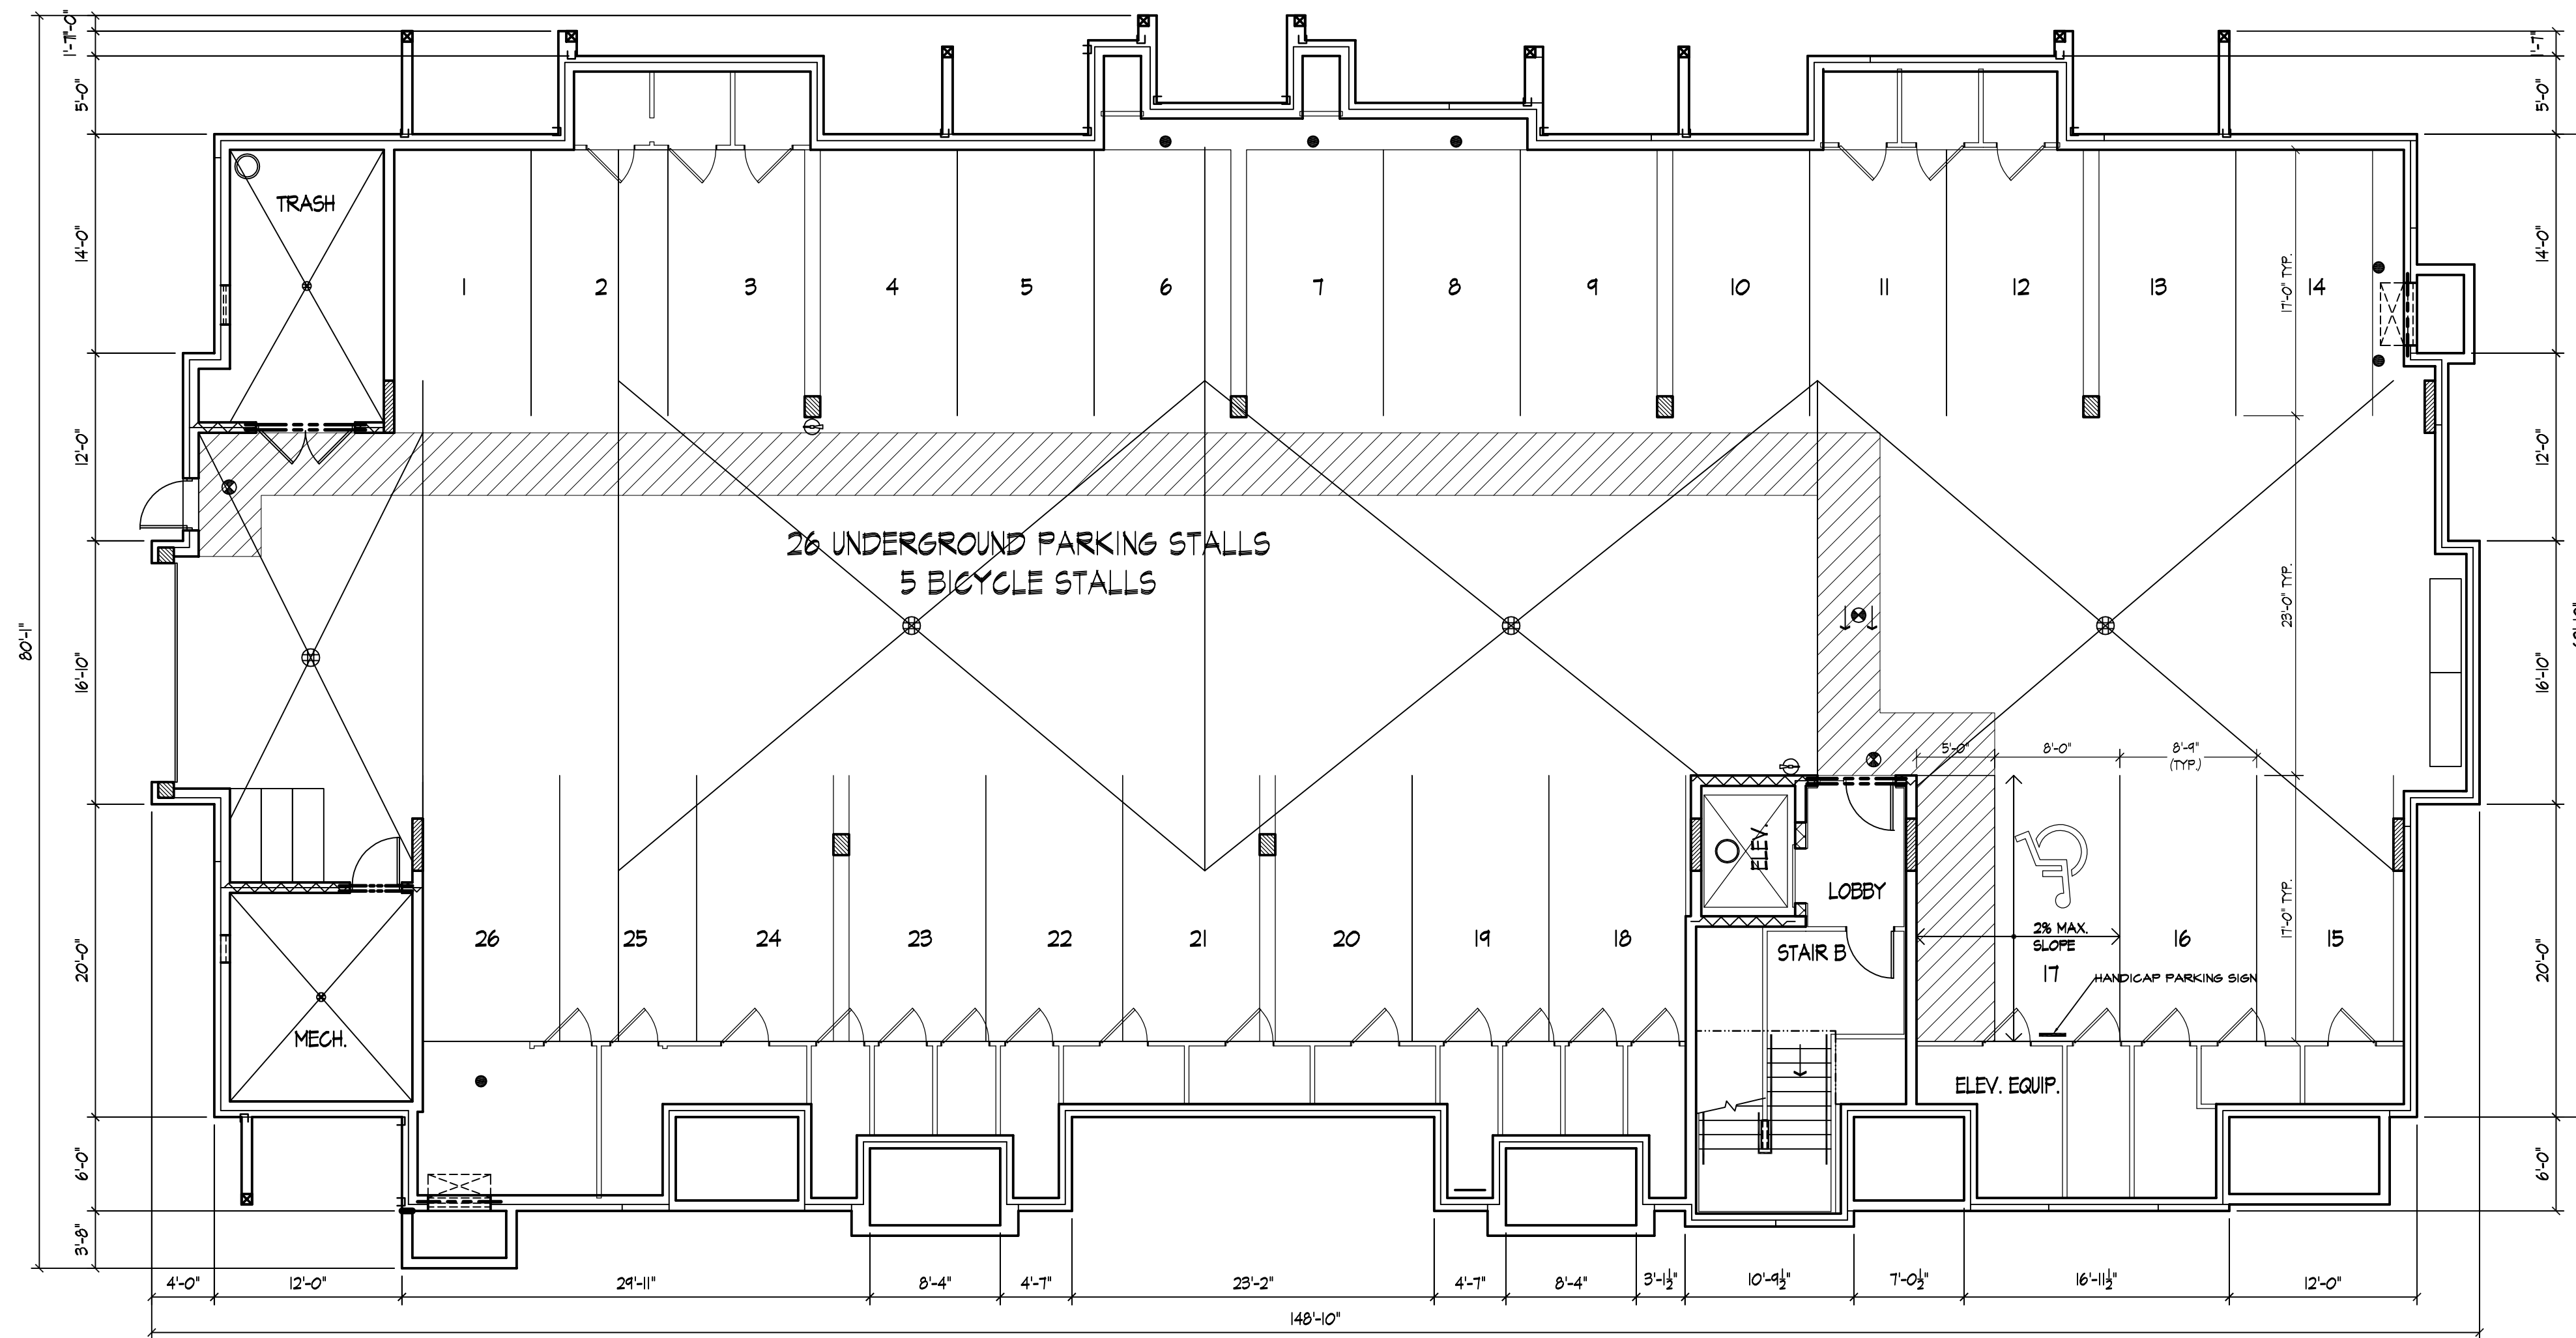 1'-0"
1'-7"
5'-0"
14'-0"
12'-0"
16'-10"
20'-0"
6'-0"
3'-8"
80'-1"
1'-7"
5'-0"
14'-0"
12'-0"
16'-10"
20'-0"
6'-0"
TRASH
1 2 3 4 5 6 7 8 9 10 11 12 13 14
17'-0" TYP.
26 UNDERGROUND PARKING STALLS
5 BICYCLE STALLS
23'-0" TYP.
5'-0" 8'-0" 8'-9"
(TYP.)
ELEV.
LOBBY
17'-0" TYP.
26 25 24 23 22 21 20 19 18
STAIR B
2% MAX.
SLOPE
16 15
17
HANDICAP PARKING SIGN
MECH.
ELEV. EQUIP.
4'-0" 12'-0" 29'-11" 8'-4" 4'-7" 23'-2" 4'-7" 8'-4" 3'-1½" 10'-9½" 7'-0½" 16'-11½" 12'-0"
148'-10"